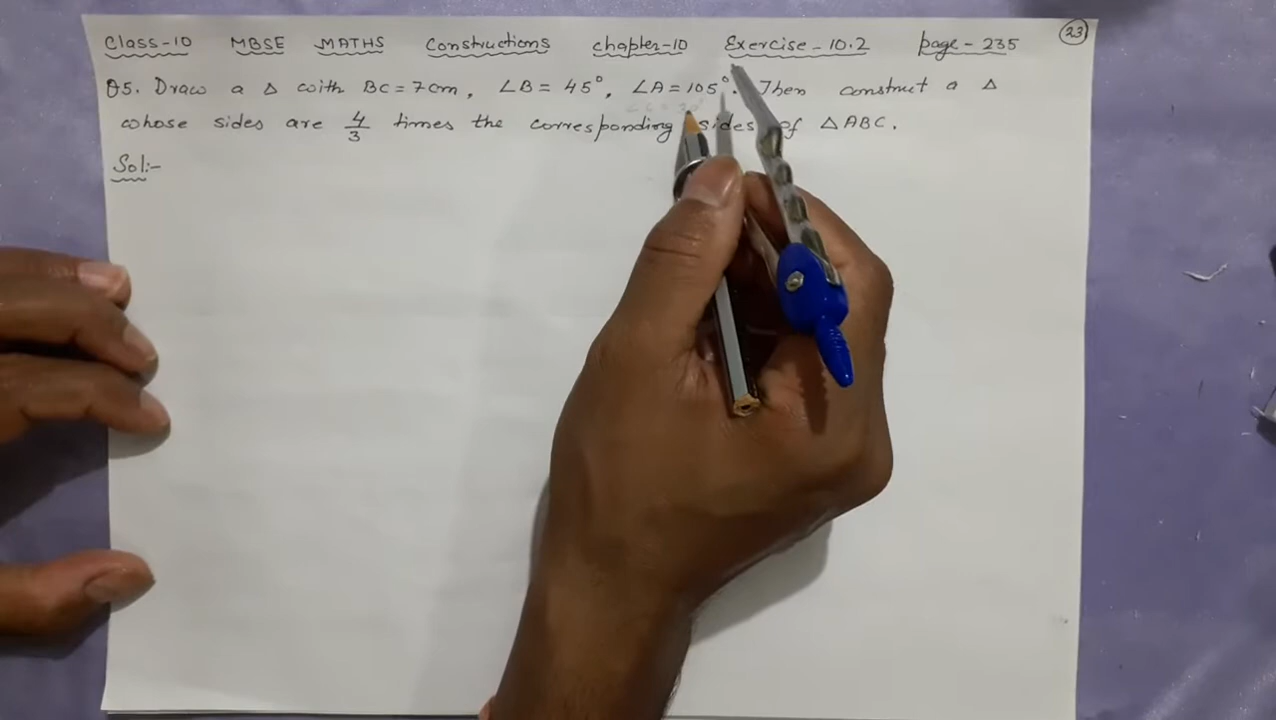 Class-10 MBSE MATHS Constructions chapter-10 Exercise-10.2 page-235 23
Q5. Draw a Δ with BC = 7cm, ∠B = 45°, ∠A = 105°. Then construct a Δ
whose sides are 4/3 times the corresponding sides of ΔABC.
Sol:-